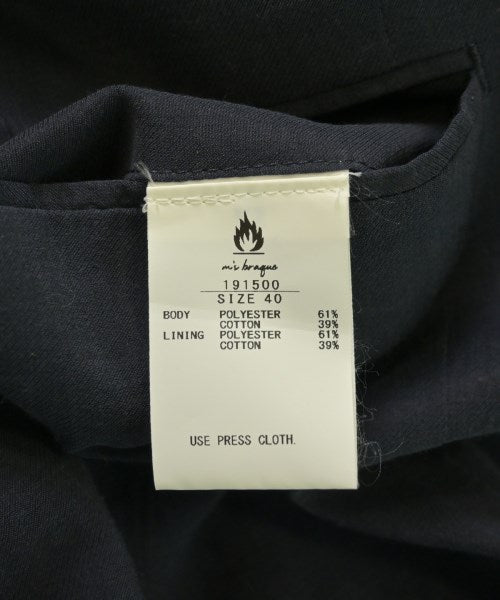 m's braque
191500
SIZE 40
BODY POLYESTER 61%
COTTON 39%
LINING POLYESTER 61%
COTTON 39%
USE PRESS CLOTH.